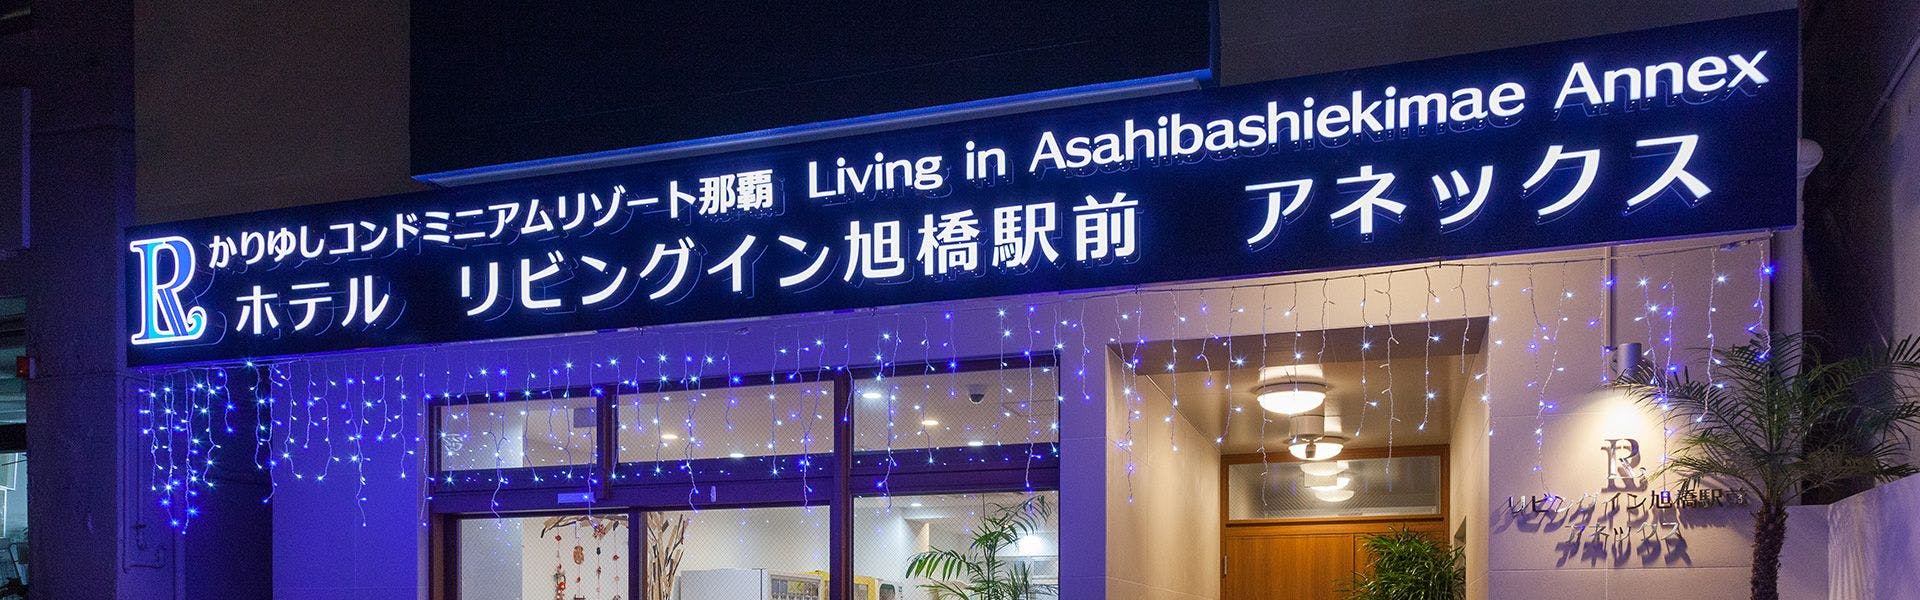 R かりゆしコンドミニアムリゾート那覇 Living in Asahibashiekimae Annex
ホテル リビングイン旭橋駅前 アネックス
R
リビングイン旭橋駅前
アネックス